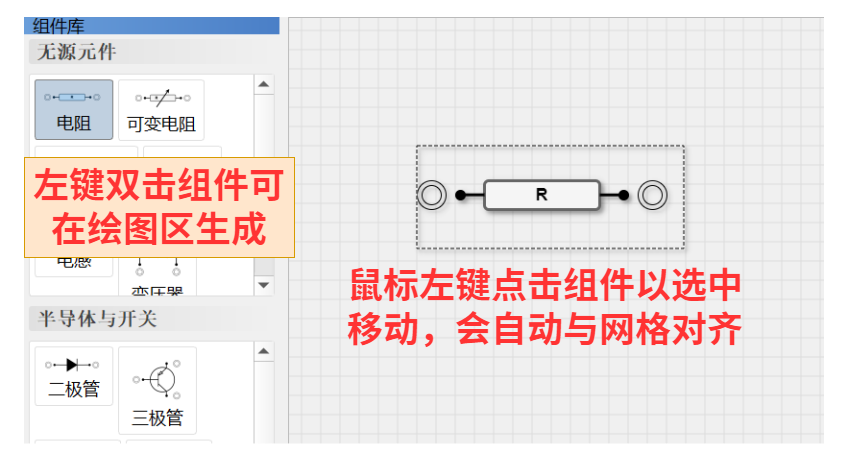 组件库
无源元件
电阻
可变电阻
左键双击组件可
在绘图区生成
电感
变压器
半导体与开关
二极管
三极管
R
鼠标左键点击组件以选中
移动，会自动与网格对齐